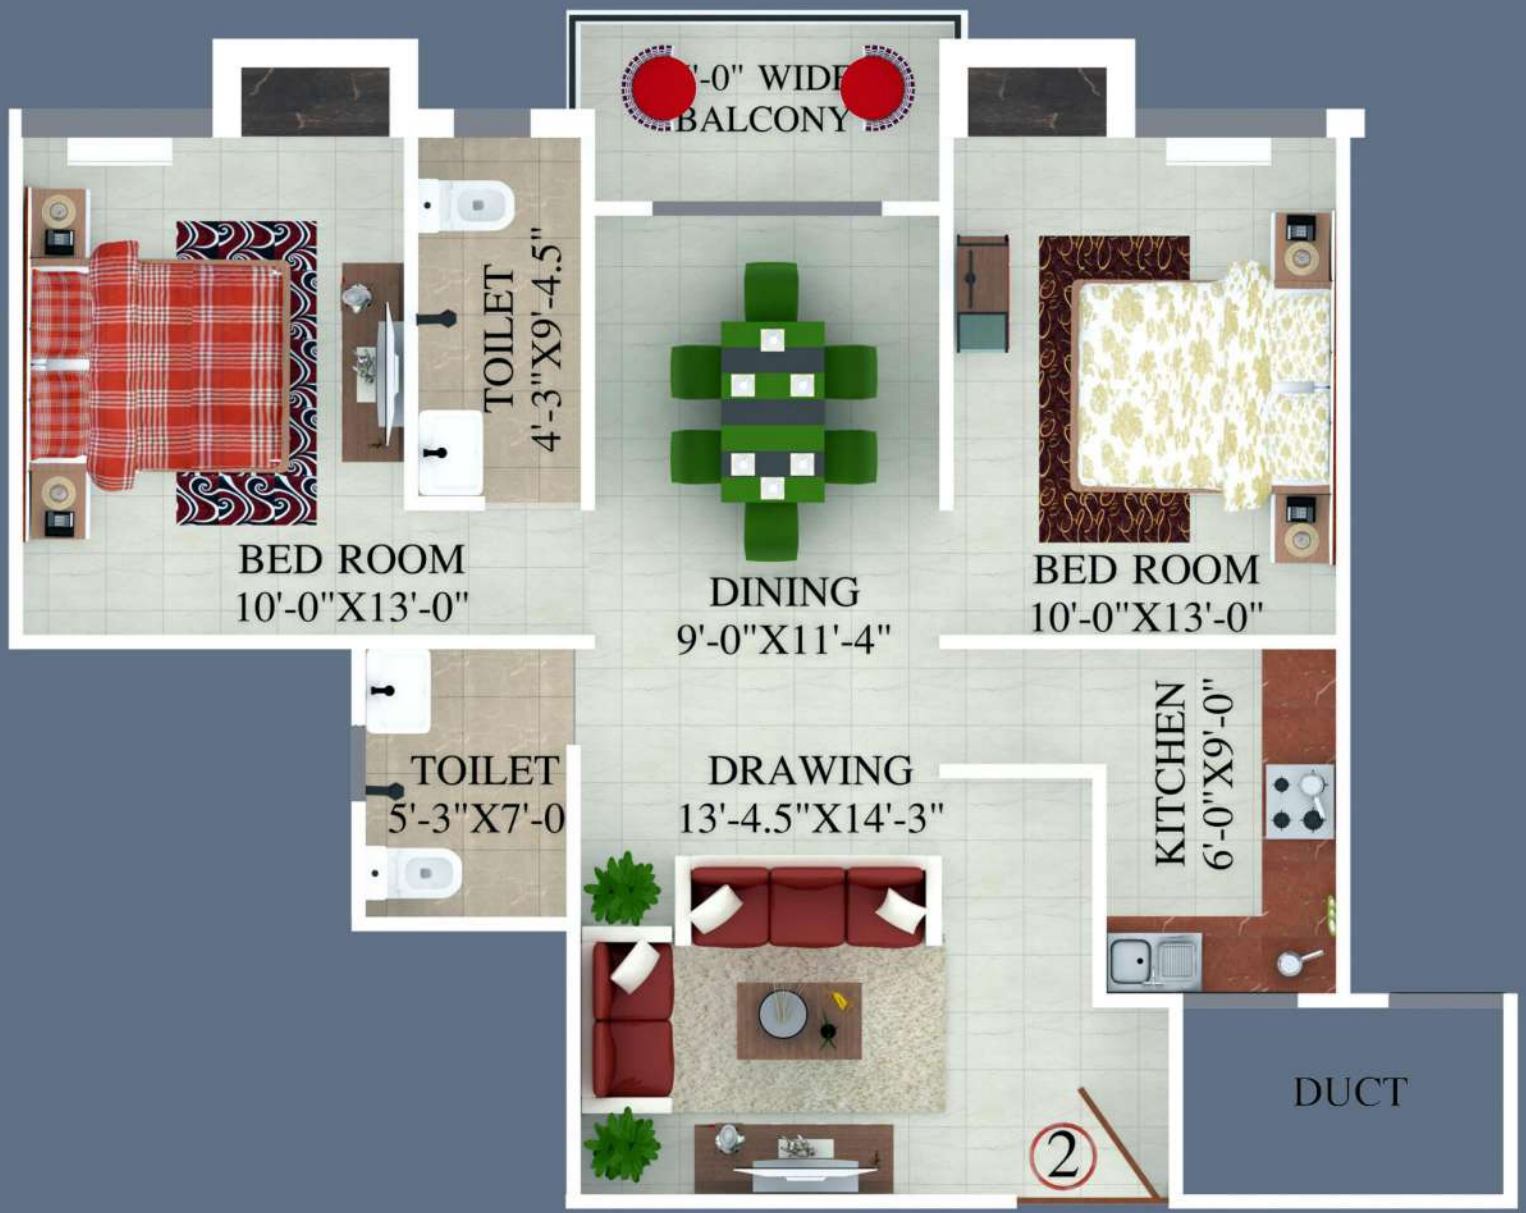 '-0" WIDE
BALCONY
TOILET
4'-3"X9'-4.5"
BED ROOM
10'-0"X13'-0"
DINING
9'-0"X11'-4"
BED ROOM
10'-0"X13'-0"
TOILET
5'-3"X7'-0
DRAWING
13'-4.5"X14'-3"
KITCHEN
6'-0"X9'-0"
DUCT
2